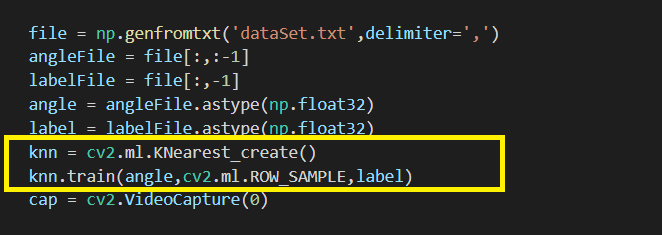 file = np.genfromtxt('dataSet.txt',delimiter=',')
angleFile = file[:,:-1]
labelFile = file[:,-1]
angle = angleFile.astype(np.float32)
label = labelFile.astype(np.float32)
knn = cv2.ml.KNearest_create()
knn.train(angle,cv2.ml.ROW_SAMPLE,label)
cap = cv2.VideoCapture(0)